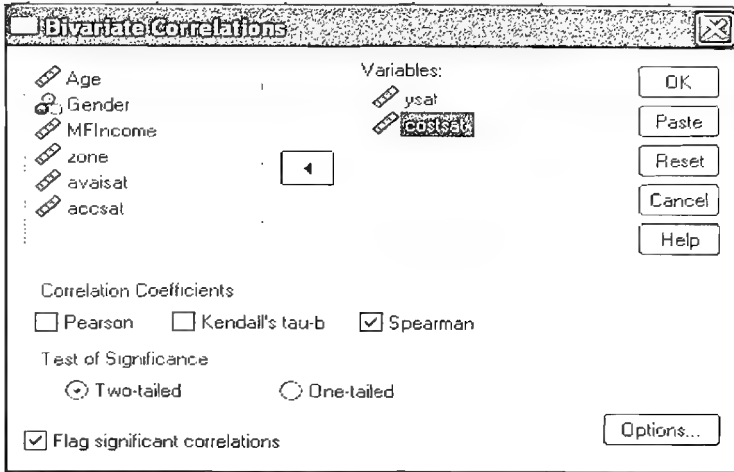 Bivariate Correlations
Age
Gender
MFIncome
zone
avaisat
accsat
Variables:
ysat
costsat
OK
Paste
Reset
Cancel
Help
Correlation Coefficients
Pearson Kendall's tau-b Spearman
Test of Significance
Two-tailed One-tailed
Flag significant correlations
Options...